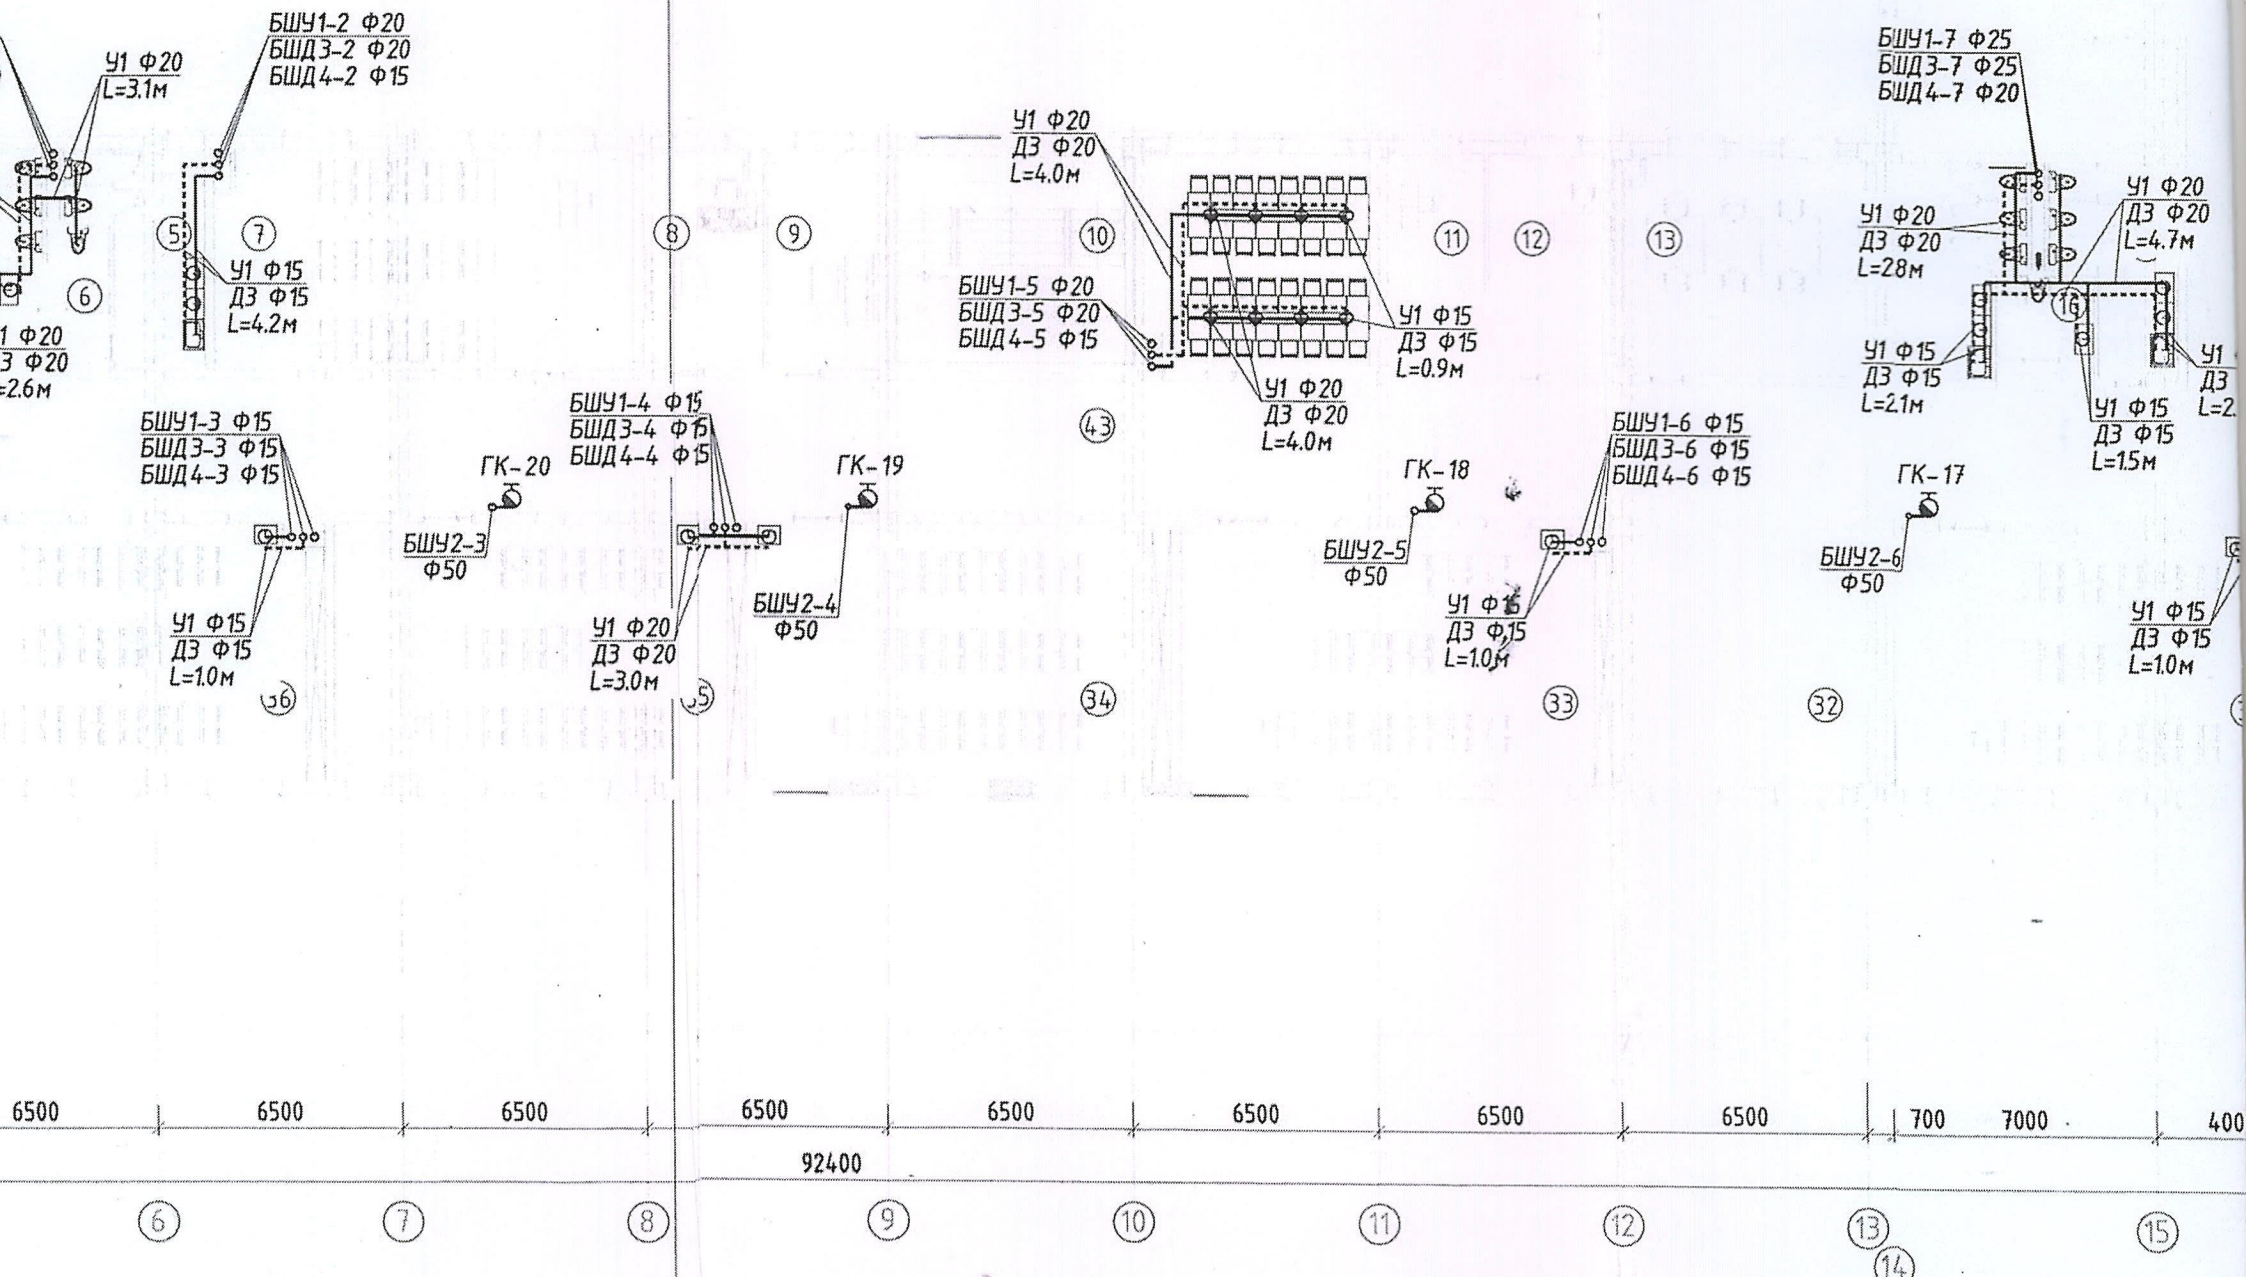 БШУ1-2 Ф20
БШД3-2 Ф20
БШД4-2 Ф15
У1 Ф20
L=3.1м
БШУ1-7 Ф25
БШД3-7 Ф25
БШД4-7 Ф20
У1 Ф20
Д3 Ф20
L=4.0м
5
7
8
9
10
11
12
13
У1 Ф20
Д3 Ф20
L=28м
У1 Ф20
Д3 Ф20
L=4.7м
6
У1 Ф15
Д3 Ф15
L=4.2м
БШУ1-5 Ф20
БШД3-5 Ф20
БШД4-5 Ф15
У1 Ф15
Д3 Ф15
L=0.9м
1 Ф20
3 Ф20
=2.6м
У1 Ф20
Д3 Ф20
L=4.0м
У1 Ф15
Д3 Ф15
L=2.1м
У1
Д3
L=2.
У1 Ф15
Д3 Ф15
L=1.5м
БШУ1-3 Ф15
БШД3-3 Ф15
БШД4-3 Ф15
ГК-20
БШУ1-4 Ф15
БШД3-4 Ф15
БШД4-4 Ф15
ГК-19
43
ГК-18
БШУ1-6 Ф15
БШД3-6 Ф15
БШД4-6 Ф15
ГК-17
БШУ2-3
Ф50
БШУ2-4
Ф50
БШУ2-5
Ф50
БШУ2-6
Ф50
У1 Ф15
Д3 Ф15
L=1.0м
У1 Ф20
Д3 Ф20
L=3.0м
У1 Ф15
Д3 Ф15
L=1.0м
У1 Ф15
Д3 Ф15
L=1.0м
36
35
34
33
32
6500
6500
6500
6500
6500
6500
6500
6500
700
7000
400
92400
6
7
8
9
10
11
12
13
14
15